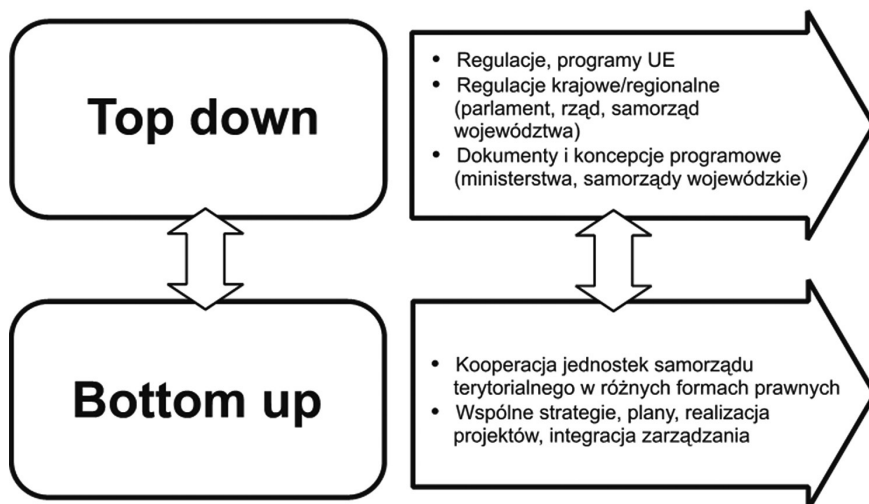 Top down
• Regulacje, programy UE
• Regulacje krajowe/regionalne
(parlament, rząd, samorząd
województwa)
• Dokumenty i koncepcje programowe
(ministerstwa, samorządy wojewódzkie)
Bottom up
• Kooperacja jednostek samorządu
terytorialnego w różnych formach prawnych
• Wspólne strategie, plany, realizacja
projektów, integracja zarządzania